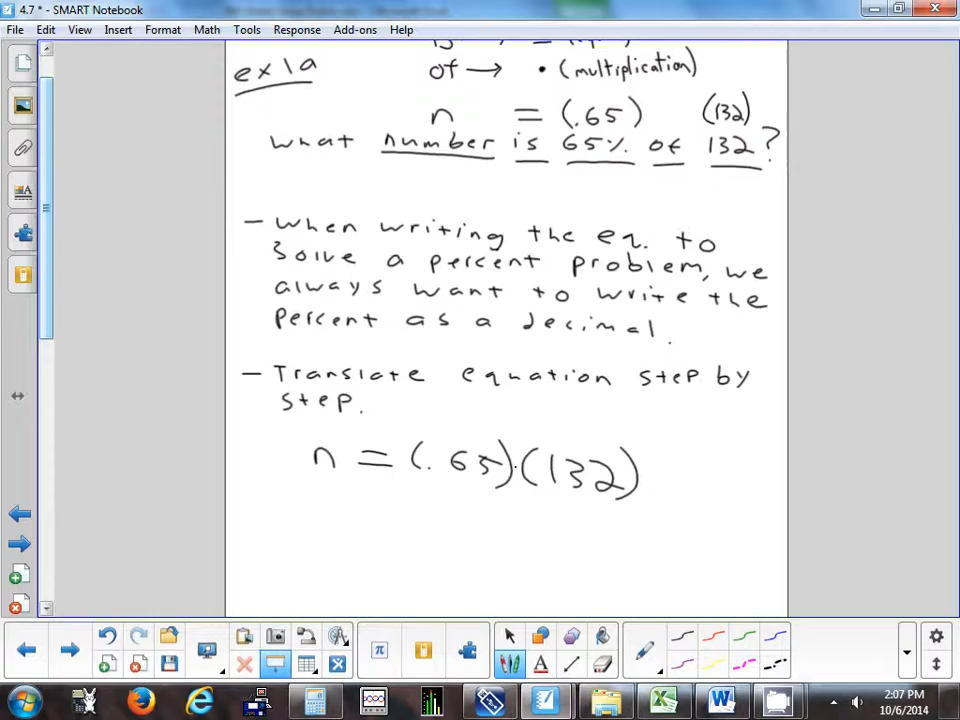 4.7 * - SMART Notebook
File Edit View Insert Format Math Tools Response Add-ons Help
ex1a
of → • (multiplication)
n = (.65) (132)
What number is 65% of 132?
- When writing the eq. to
solve a percent problem, we
always want to write the
percent as a decimal.
- Translate equation step by
step.
n = (.65)·(132)
2:07 PM
10/6/2014